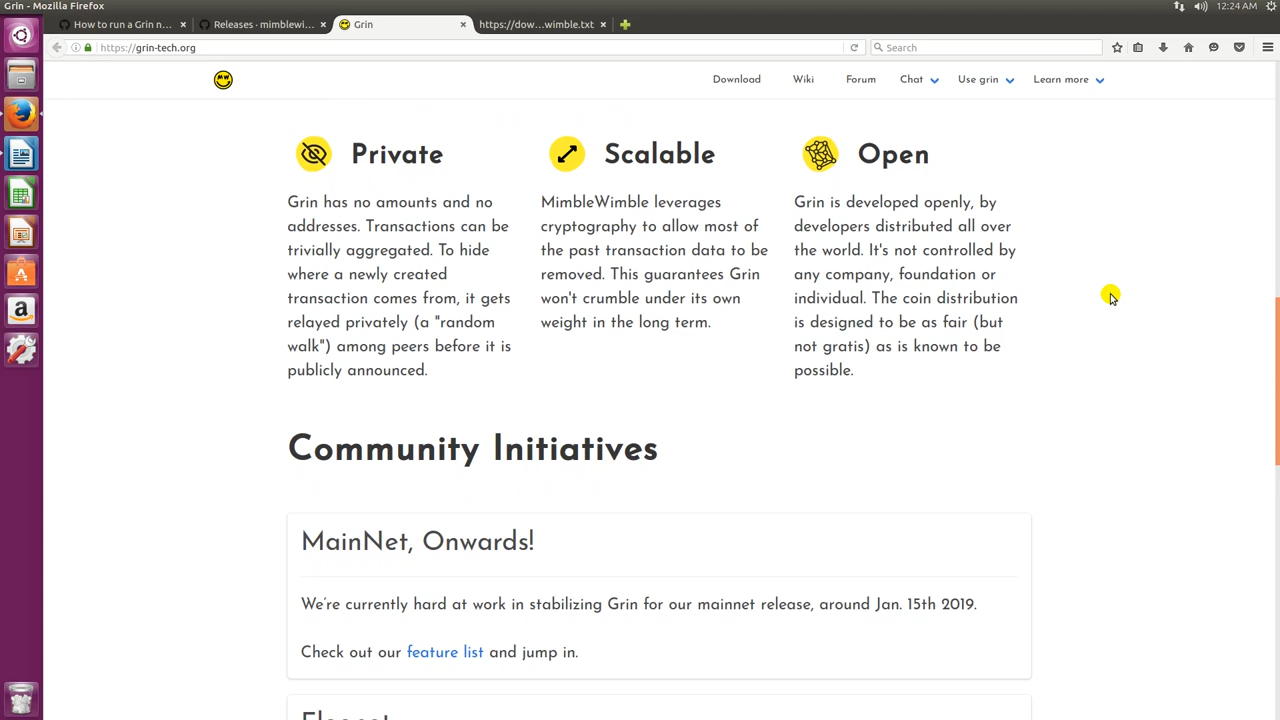 Grin - Mozilla Firefox
12:24 AM
How to run a Grin n...
Releases · mimblewi...
Grin
https://dow...wimble.txt
https://grin-tech.org
Search
MW
Download
Wiki
Forum
Chat
Use grin
Learn more
Private
Grin has no amounts and no
addresses. Transactions can be
trivially aggregated. To hide
where a newly created
transaction comes from, it gets
relayed privately (a "random
walk") among peers before it is
publicly announced.
Scalable
MimbleWimble leverages
cryptography to allow most of
the past transaction data to be
removed. This guarantees Grin
won't crumble under its own
weight in the long term.
Open
Grin is developed openly, by
developers distributed all over
the world. It's not controlled by
any company, foundation or
individual. The coin distribution
is designed to be as fair (but
not gratis) as is known to be
possible.
Community Initiatives
MainNet, Onwards!
We're currently hard at work in stabilizing Grin for our mainnet release, around Jan. 15th 2019.
Check out our feature list and jump in.